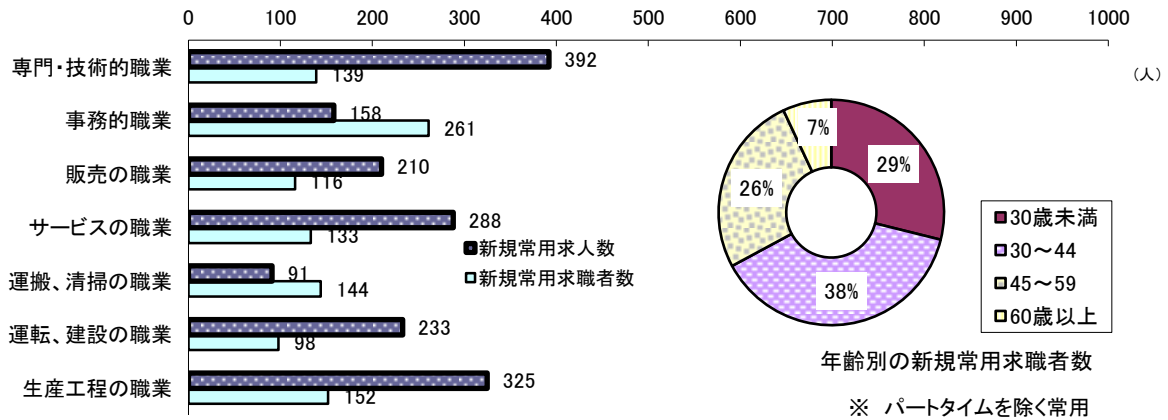 0 100 200 300 400 500 600 700 800 900 1000
(人)
専門・技術的職業
392
139
事務的職業
158
261
販売の職業
210
116
サービスの職業
288
133
運搬、清掃の職業
91
144
運転、建設の職業
233
98
生産工程の職業
325
152
新規常用求人数
新規常用求職者数
7%
29%
26%
38%
30歳未満
30～44
45～59
60歳以上
年齢別の新規常用求職者数
※ パートタイムを除く常用